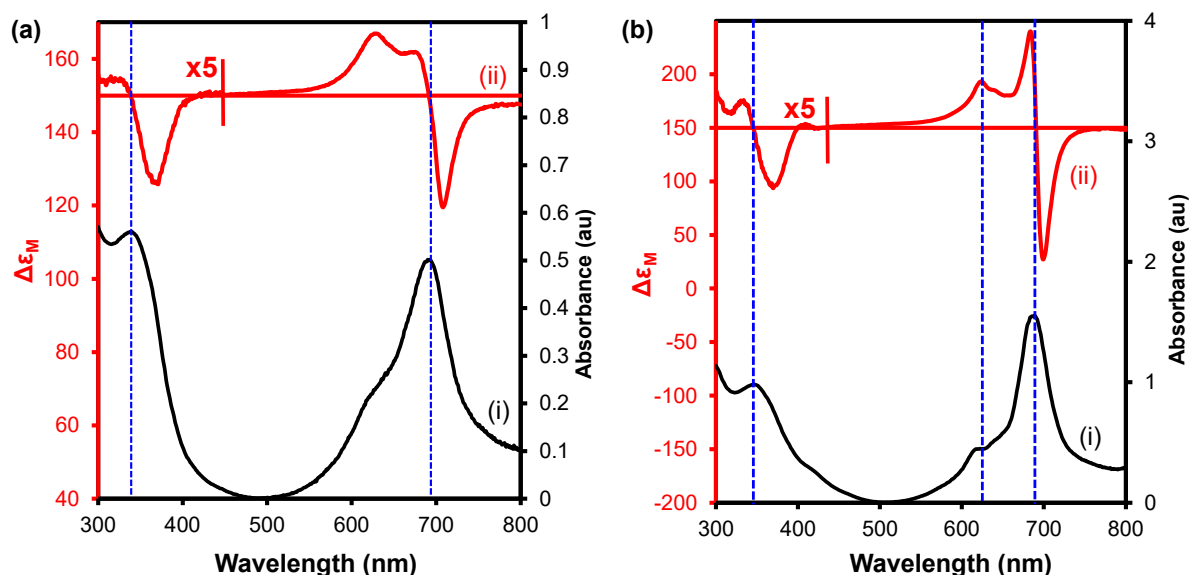 (a)
160
140
120
100
80
60
40
ΔεM
x5
(ii)
(i)
1
0.9
0.8
0.7
0.6
0.5
0.4
0.3
0.2
0.1
0
Absorbance (au)
300 400 500 600 700 800
Wavelength (nm)
(b)
200
150
100
50
0
-50
-100
-150
-200
ΔεM
x5
(ii)
(i)
4
3
2
1
0
Absorbance (au)
300 400 500 600 700 800
Wavelength (nm)